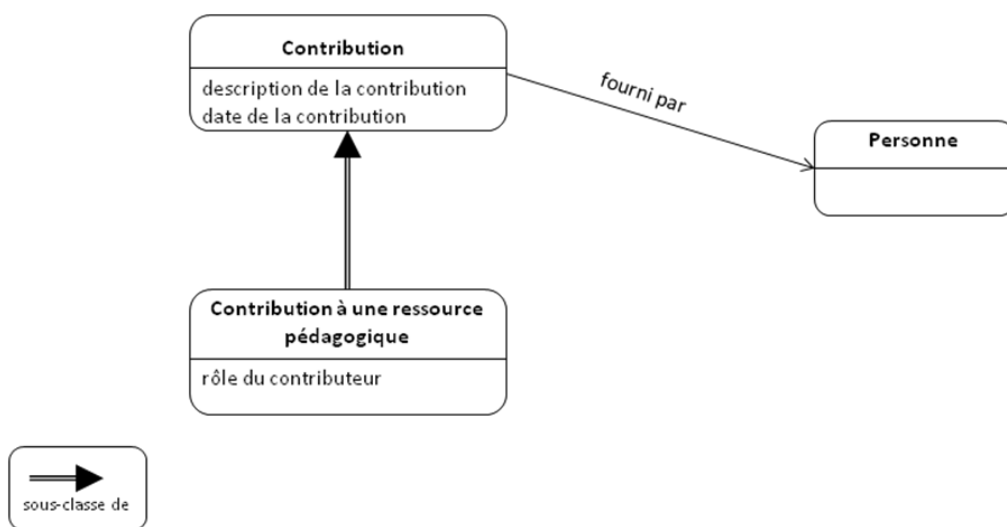 Contribution
description de la contribution
date de la contribution
fourni par
Personne
Contribution à une ressource
pédagogique
rôle du contributeur
sous-classe de